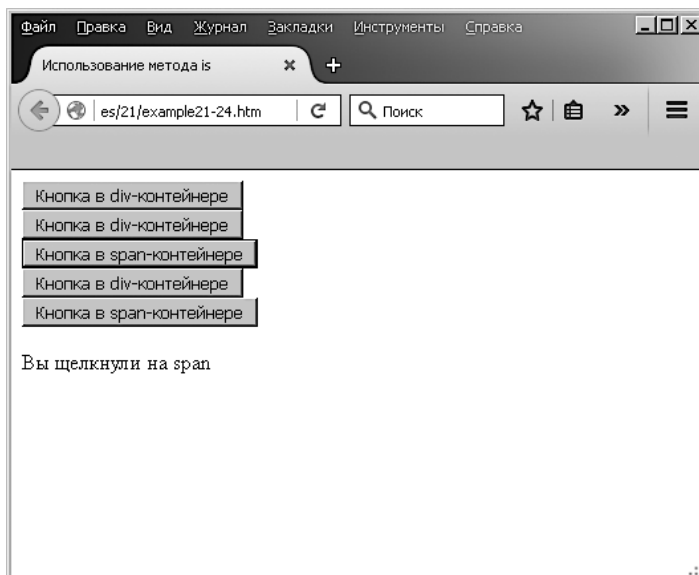 Файл Правка Вид Журнал Закладки Инструменты Справка
Использование метода is
es/21/example21-24.htm Поиск
Кнопка в div-контейнере
Кнопка в div-контейнере
Кнопка в span-контейнере
Кнопка в div-контейнере
Кнопка в span-контейнере
Вы щелкнули на span